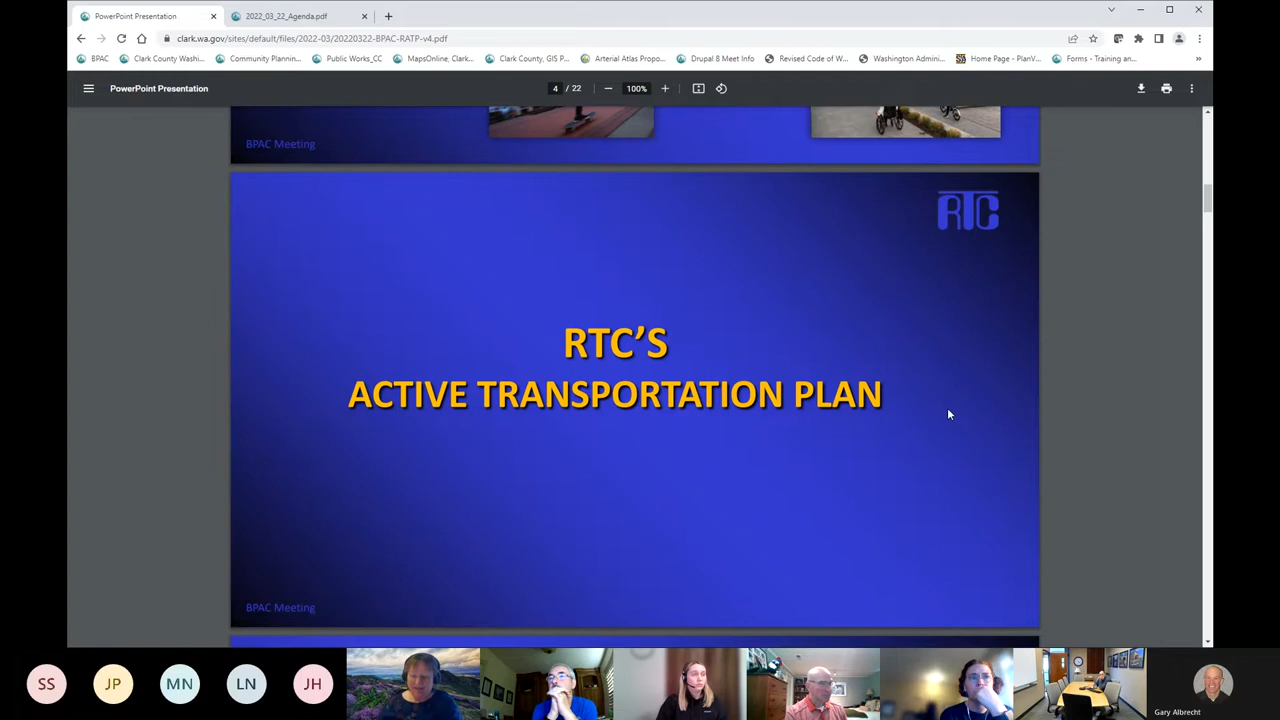 PowerPoint Presentation
2022_03_22_Agenda.pdf
clark.wa.gov/sites/default/files/2022-03/20220322-BPAC-RATP-v4.pdf
BPAC
Clark County Washi...
Community Plannin...
Public Works_CC
MapsOnline, Clark...
Clark County, GIS P...
Arterial Atlas Propo...
Drupal 8 Meet Info
Revised Code of W...
Washington Admini...
Home Page - PlanV...
Forms - Training an...
»
PowerPoint Presentation
4 / 22
100%
BPAC Meeting
RTC
RTC'S
ACTIVE TRANSPORTATION PLAN
BPAC Meeting
SS
JP
MN
LN
JH
Gary Albrecht